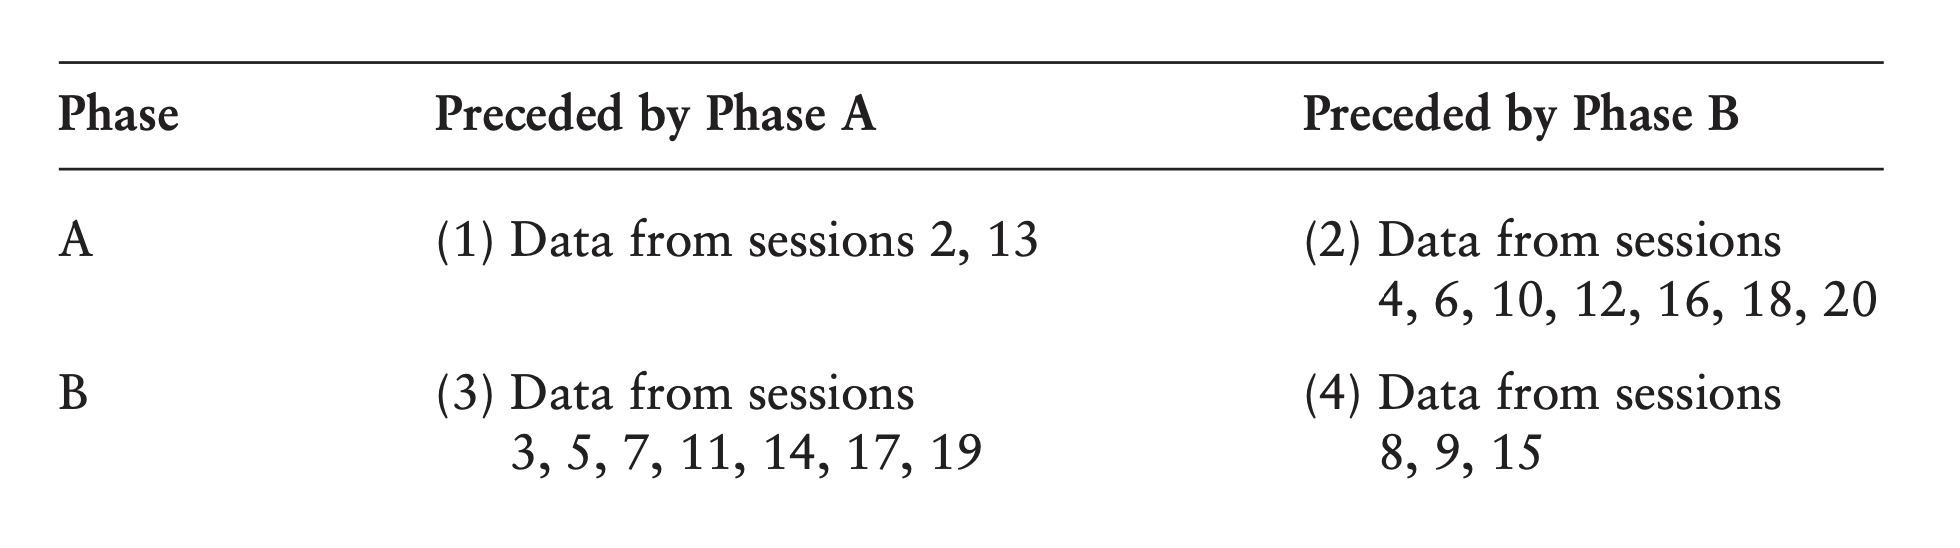 Phase Preceded by Phase A Preceded by Phase B
A (1) Data from sessions 2, 13 (2) Data from sessions
4, 6, 10, 12, 16, 18, 20
B (3) Data from sessions (4) Data from sessions
3, 5, 7, 11, 14, 17, 19 8, 9, 15